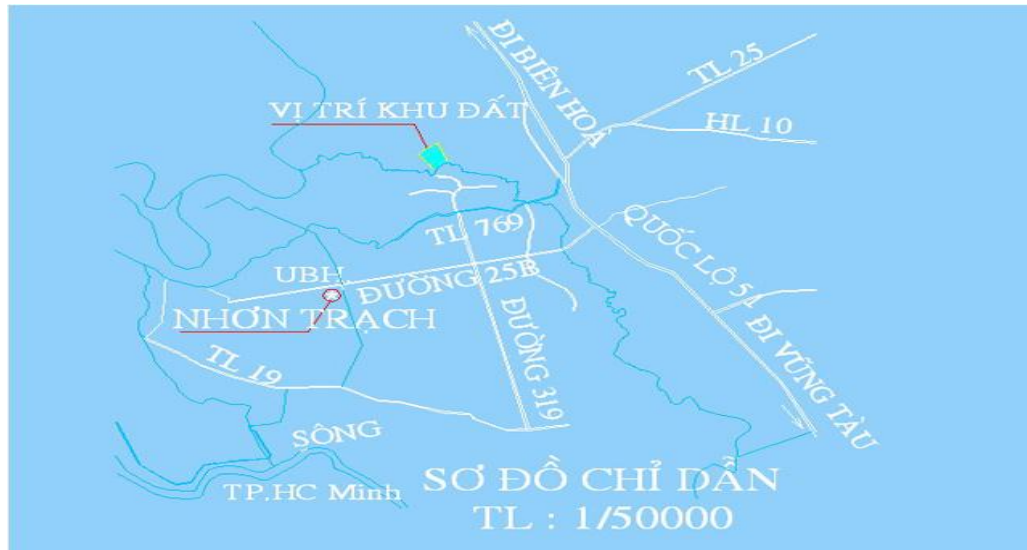 ĐI BIÊN HOÀ
TL 25
VỊ TRÍ KHU ĐẤT
HL 10
TL 769
QUỐC LỘ 51
UBH.
ĐƯỜNG 25B
NHƠN TRẠCH
ĐƯỜNG 319
ĐI VŨNG TÀU
TL 19
SÔNG
TP.HC Minh
SƠ ĐỒ CHỈ DẪN
TL : 1/50000